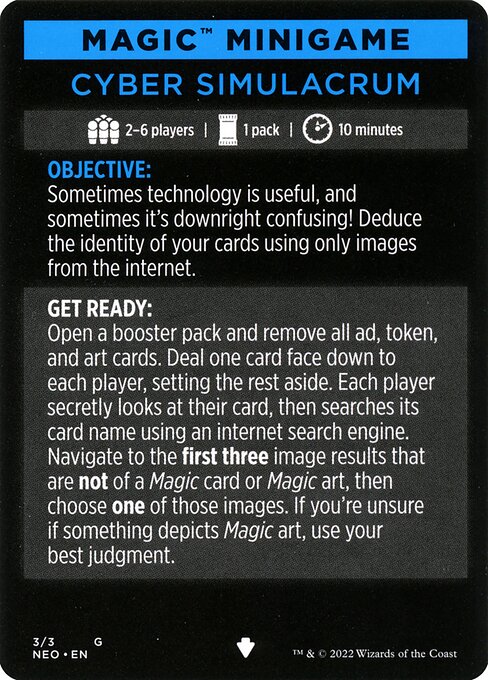 MAGIC™ MINIGAME
CYBER SIMULACRUM
2–6 players | 1 pack | 10 minutes
OBJECTIVE:
Sometimes technology is useful, and
sometimes it's downright confusing! Deduce
the identity of your cards using only images
from the internet.
GET READY:
Open a booster pack and remove all ad, token,
and art cards. Deal one card face down to
each player, setting the rest aside. Each player
secretly looks at their card, then searches its
card name using an internet search engine.
Navigate to the first three image results that
are not of a Magic card or Magic art, then
choose one of those images. If you're unsure
if something depicts Magic art, use your
best judgment.
3/3 G
NEO • EN
™ & © 2022 Wizards of the Coast